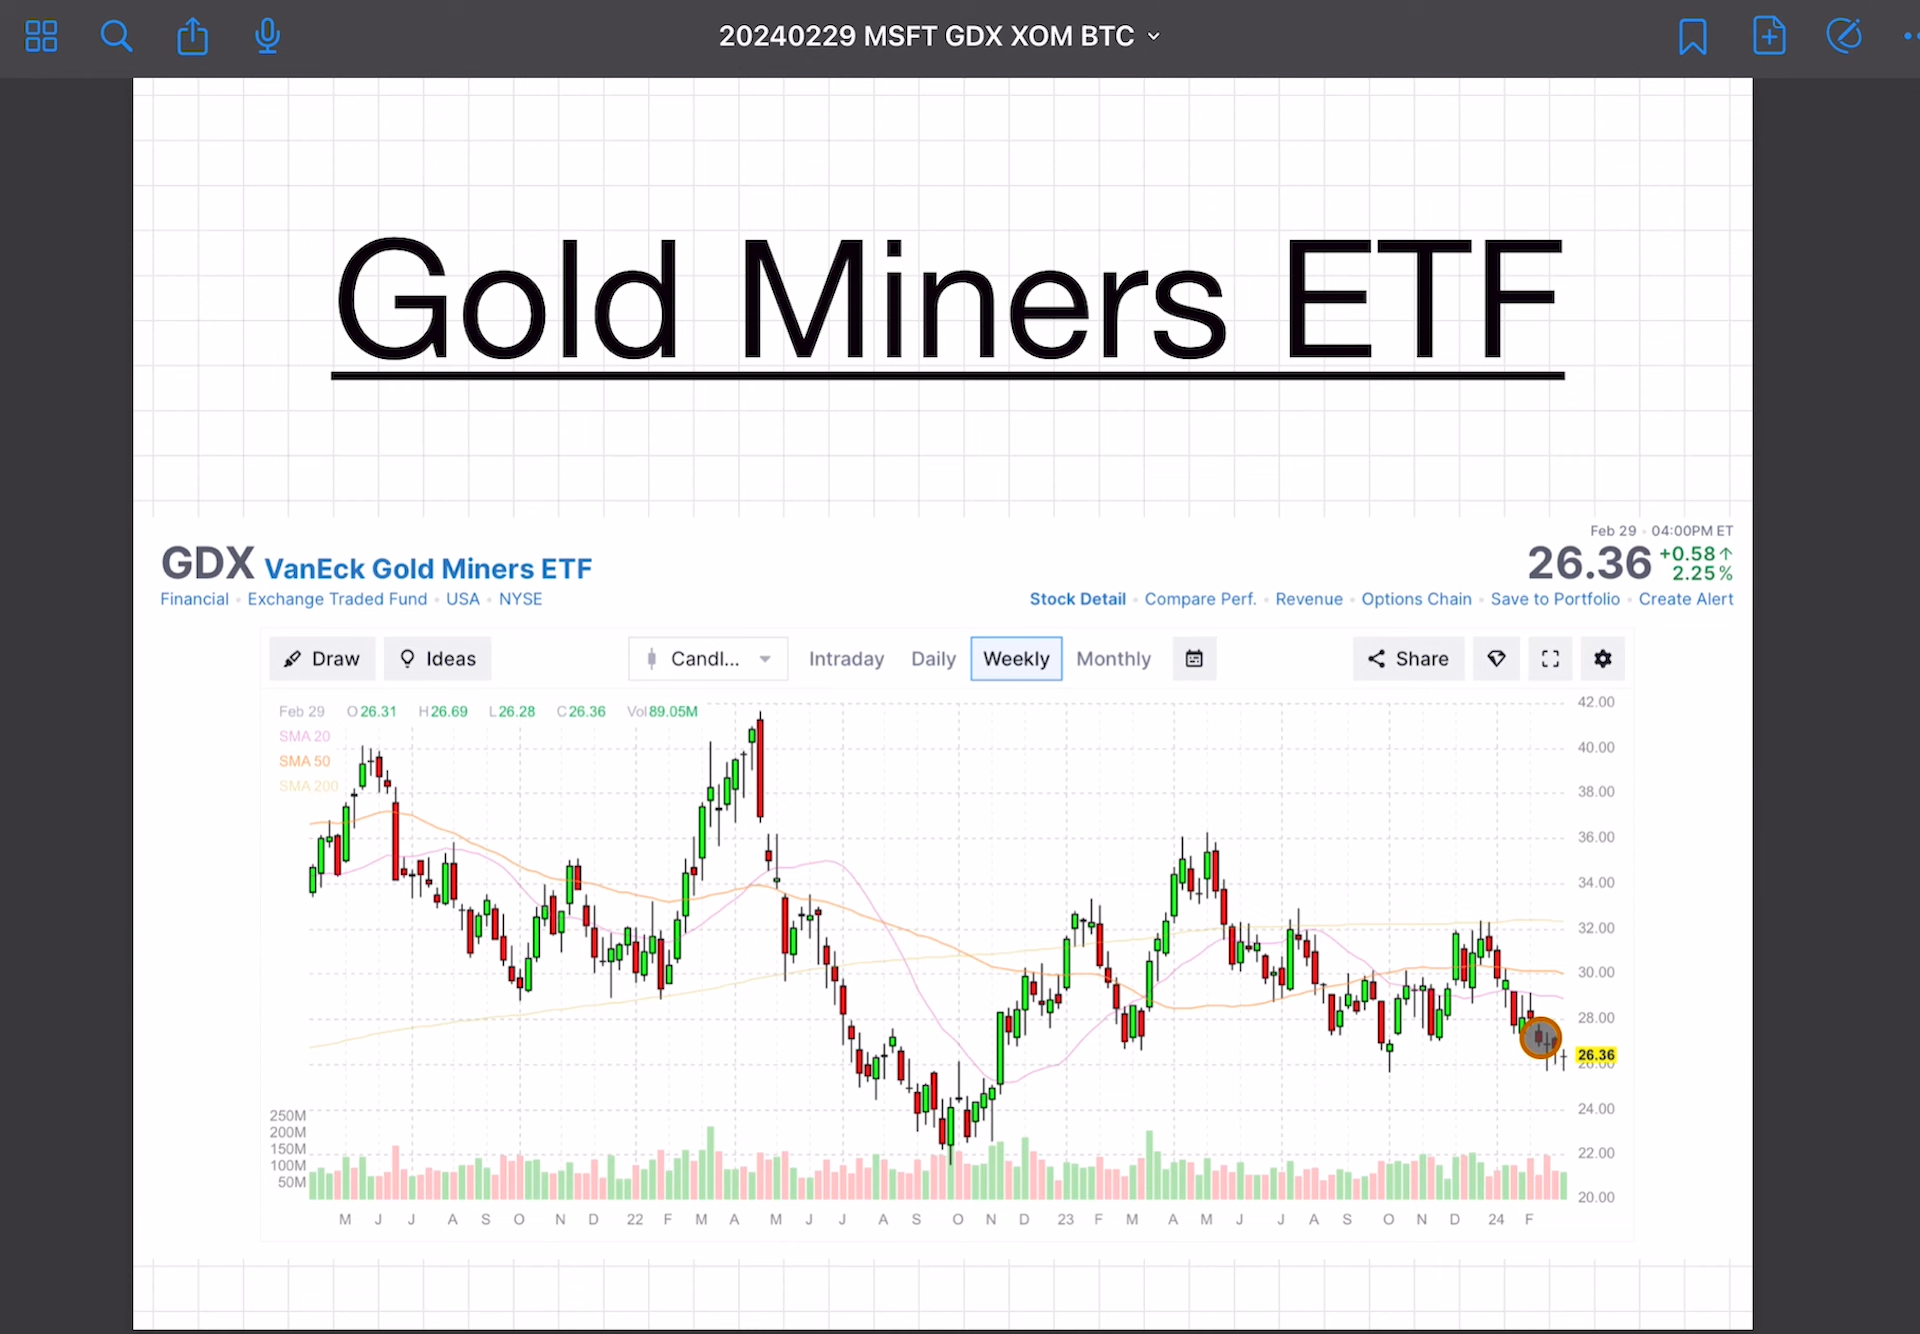 20240229 MSFT GDX XOM BTC
Gold Miners ETF
Feb 29 · 04:00PM ET
GDX VanEck Gold Miners ETF 26.36 +0.58↑ 2.25%
Financial • Exchange Traded Fund • USA • NYSE
Stock Detail • Compare Perf. • Revenue • Options Chain • Save to Portfolio • Create Alert
Draw Ideas Candl... Intraday Daily Weekly Monthly Share
Feb 29 O 26.31 H 26.69 L 26.28 C 26.36 Vol 89.05M
SMA 20
SMA 50
SMA 200
42.00
40.00
38.00
36.00
34.00
32.00
30.00
28.00
26.36
26.00
24.00
22.00
20.00
250M
200M
150M
100M
50M
M J J A S O N D 22 F M A M J J A S O N D 23 F M A M J J A S O N D 24 F